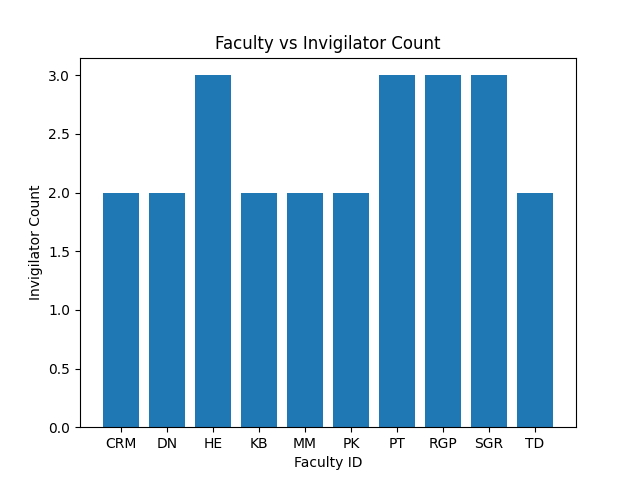 Faculty vs Invigilator Count
3.0
2.5
2.0
1.5
1.0
0.5
0.0
Invigilator Count
CRM DN HE KB MM PK PT RGP SGR TD
Faculty ID